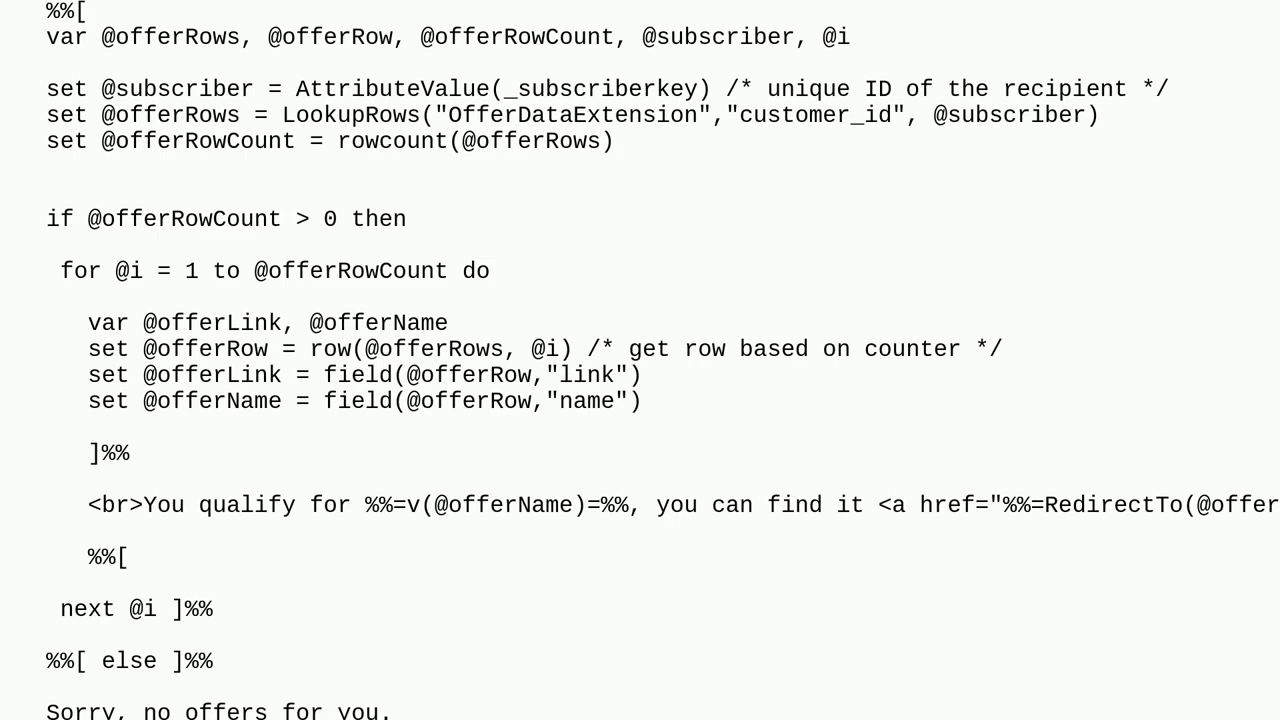 %%[
var @offerRows, @offerRow, @offerRowCount, @subscriber, @i
set @subscriber = AttributeValue(_subscriberkey) /* unique ID of the recipient */
set @offerRows = LookupRows("OfferDataExtension","customer_id", @subscriber)
set @offerRowCount = rowcount(@offerRows)
if @offerRowCount > 0 then
for @i = 1 to @offerRowCount do
var @offerLink, @offerName
set @offerRow = row(@offerRows, @i) /* get row based on counter */
set @offerLink = field(@offerRow,"link")
set @offerName = field(@offerRow,"name")
]%%
<br>You qualify for %%=v(@offerName)=%%, you can find it <a href="%%=RedirectTo(@offer
%%[
next @i ]%%
%%[ else ]%%
Sorry, no offers for you.